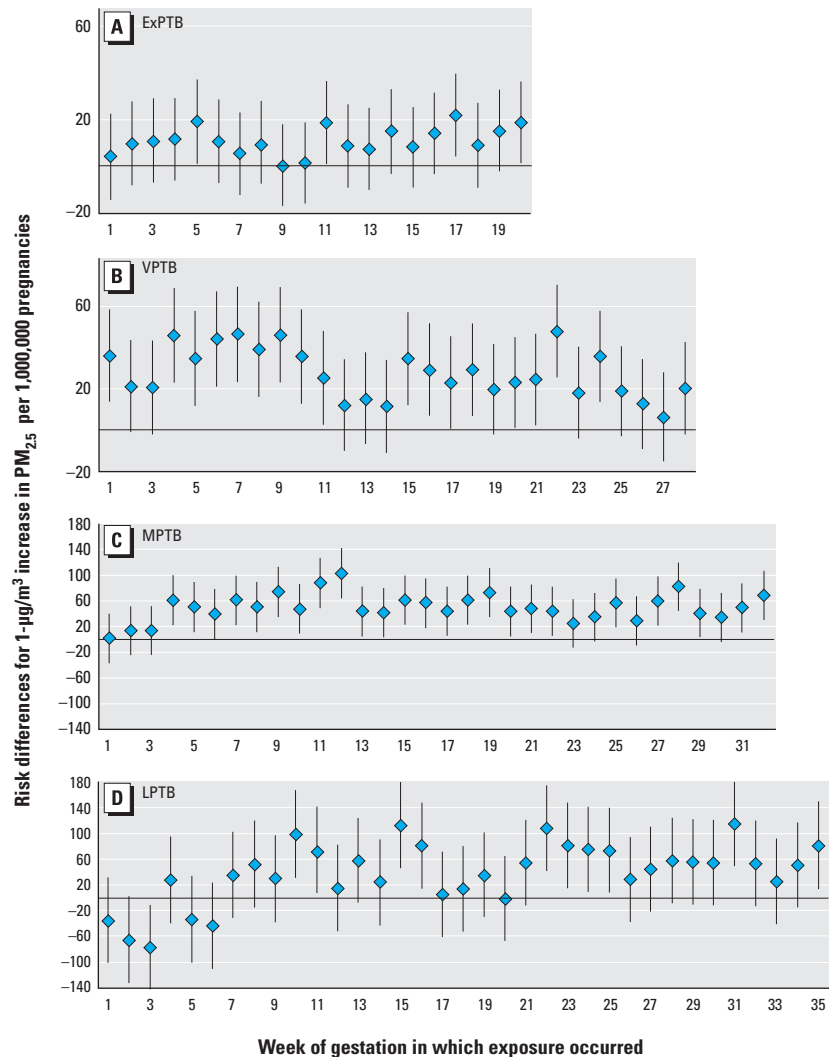 Risk differences for 1-μg/m³ increase in PM2.5 per 1,000,000 pregnancies
A ExPTB
60
20
–20
1 3 5 7 9 11 13 15 17 19
B VPTB
60
20
–20
1 3 5 7 9 11 13 15 17 19 21 23 25 27
C MPTB
180
140
100
60
20
–20
–60
–100
–140
1 3 5 7 9 11 13 15 17 19 21 23 25 27 29 31
D LPTB
180
140
100
60
20
–20
–60
–100
–140
1 3 5 7 9 11 13 15 17 19 21 23 25 27 29 31 33 35
Week of gestation in which exposure occurred